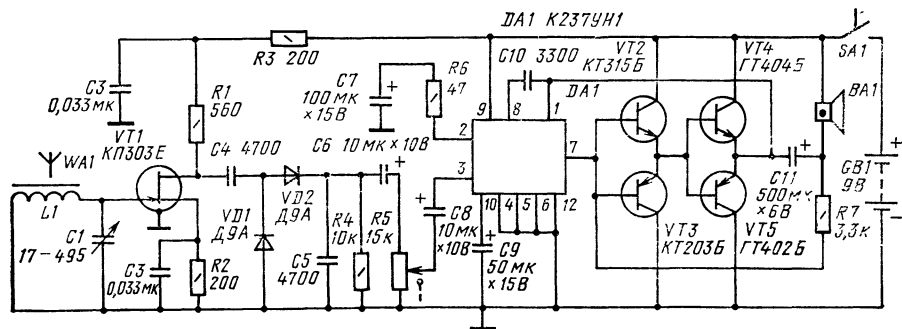 DA1 К237УН1
C10 3300
VT2
КТ315Б
VT4
ГТ404Б
SA1
R3 200
C3
0,033мк
R1
560
C7
100 мк
×15В
R6
47
DA1
BA1
9
8
1
2
3
7
10
4
5
6
12
VT1
КП303Е
WA1
C4 4700
C6 10 мк × 10В
L1
C1
17-495
VD1
Д9А
VD2
Д9А
R4
10к
R5
15к
C8
10мк
×10В
C9
50 мк
×15В
C11
500мк
×6В
GB1
9В
R7
3,3к
VT3
КТ203Б
VT5
ГТ402Б
C3
0,033мк
R2
200
C5
4700